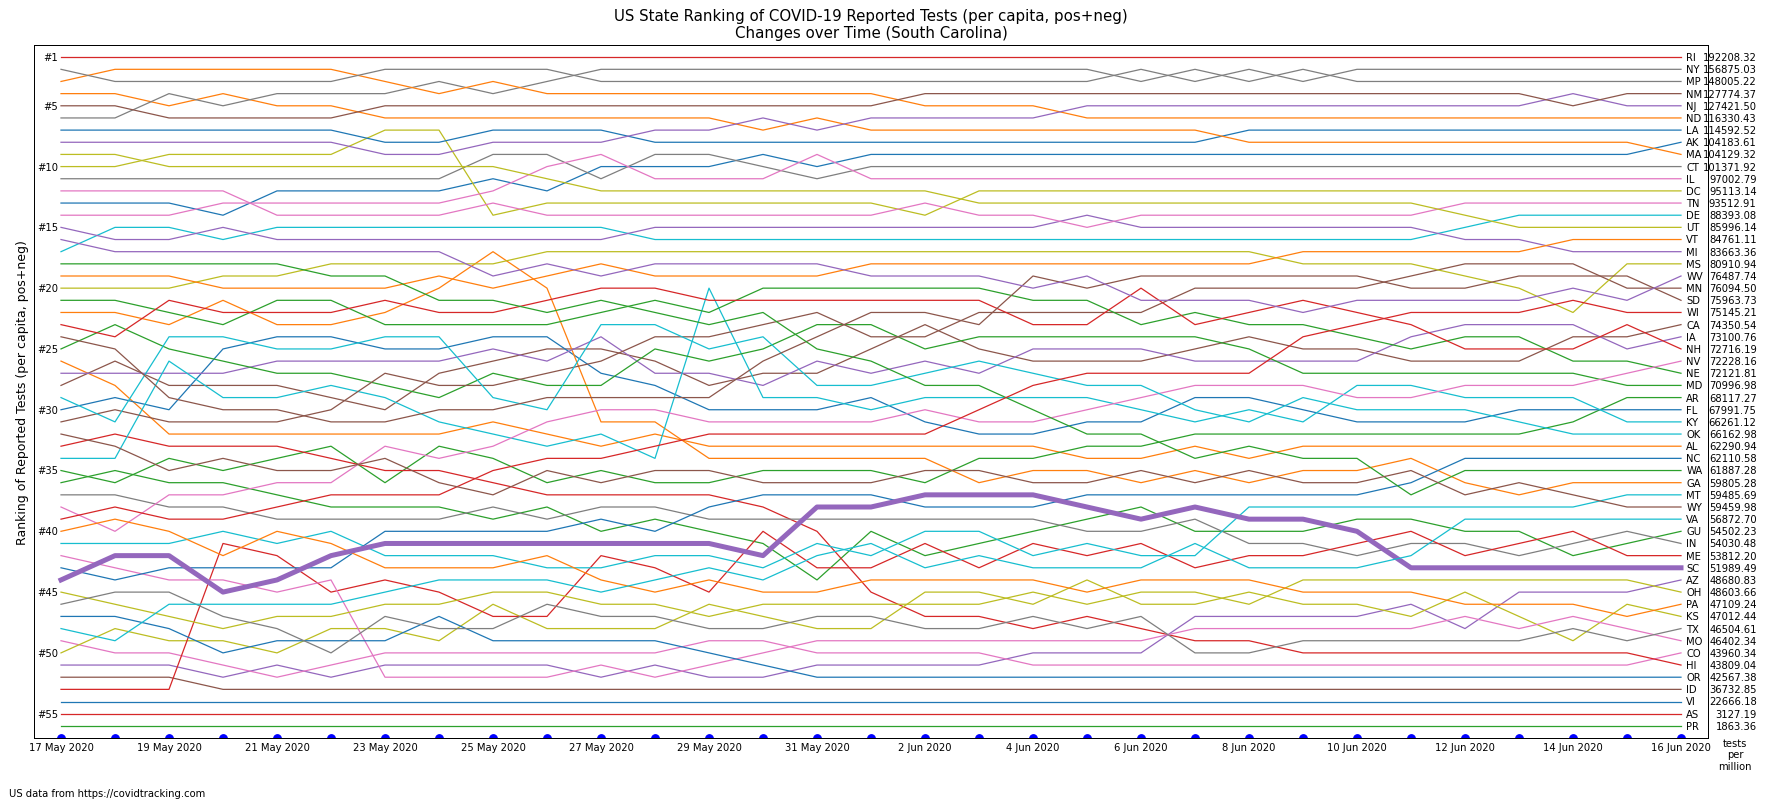 US State Ranking of COVID-19 Reported Tests (per capita, pos+neg)
Changes over Time (South Carolina)
Ranking of Reported Tests (per capita, pos+neg)
#1
#5
#10
#15
#20
#25
#30
#35
#40
#45
#50
#55
RI 192208.32
NY 156875.03
MP 148005.22
NM 127774.37
NJ 127421.50
ND 116330.43
LA 114592.52
AK 104183.61
MA 104129.32
CT 101371.92
IL 97002.79
DC 95113.14
TN 93512.91
DE 88393.08
UT 85996.14
VT 84761.11
MI 83663.36
MS 80910.94
WV 76487.74
MN 76094.50
SD 75963.73
WI 75145.21
CA 74350.54
IA 73100.76
NH 72716.19
NV 72228.16
NE 72121.81
MD 70996.98
AR 68117.27
FL 67991.75
KY 66261.12
OK 66162.98
AL 62290.94
NC 62110.58
WA 61887.28
GA 59805.28
MT 59485.69
WY 59459.98
VA 56872.70
GU 54502.23
IN 54030.48
ME 53812.20
SC 51989.49
AZ 48680.83
OH 48603.66
PA 47109.24
KS 47012.44
TX 46504.61
MO 46402.34
CO 43960.34
HI 43809.04
OR 42567.38
ID 36732.85
VI 22666.18
AS 3127.19
PR 1863.36
17 May 2020 19 May 2020 21 May 2020 23 May 2020 25 May 2020 27 May 2020 29 May 2020 31 May 2020 2 Jun 2020 4 Jun 2020 6 Jun 2020 8 Jun 2020 10 Jun 2020 12 Jun 2020 14 Jun 2020 16 Jun 2020
tests
per
million
US data from https://covidtracking.com